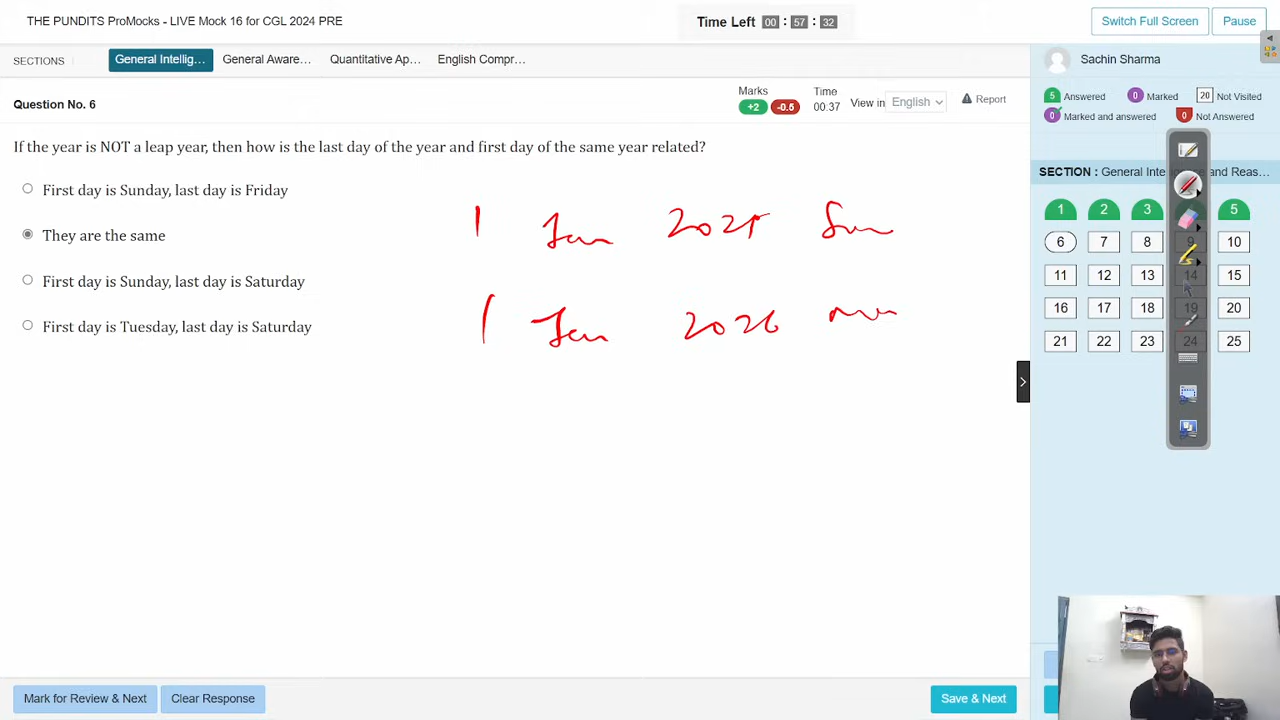 THE PUNDITS ProMocks - LIVE Mock 16 for CGL 2024 PRE
Time Left 00 : 57 : 32
Switch Full Screen
Pause
SECTIONS
General Intellig...
General Aware...
Quantitative Ap...
English Compr...
Sachin Sharma
Question No. 6
Marks
+2 -0.5
Time
00:37
View in English
Report
5 Answered
0 Marked
20 Not Visited
0 Marked and answered
0 Not Answered
If the year is NOT a leap year, then how is the last day of the year and first day of the same year related?
First day is Sunday, last day is Friday
They are the same
First day is Sunday, last day is Saturday
First day is Tuesday, last day is Saturday
1 Jan 2025 Sun
1 Jan 2026 Mon
SECTION : General Inte and Reas...
1 2 3 5
6 7 8 9 10
11 12 13 14 15
16 17 18 19 20
21 22 23 24 25
Mark for Review & Next
Clear Response
Save & Next